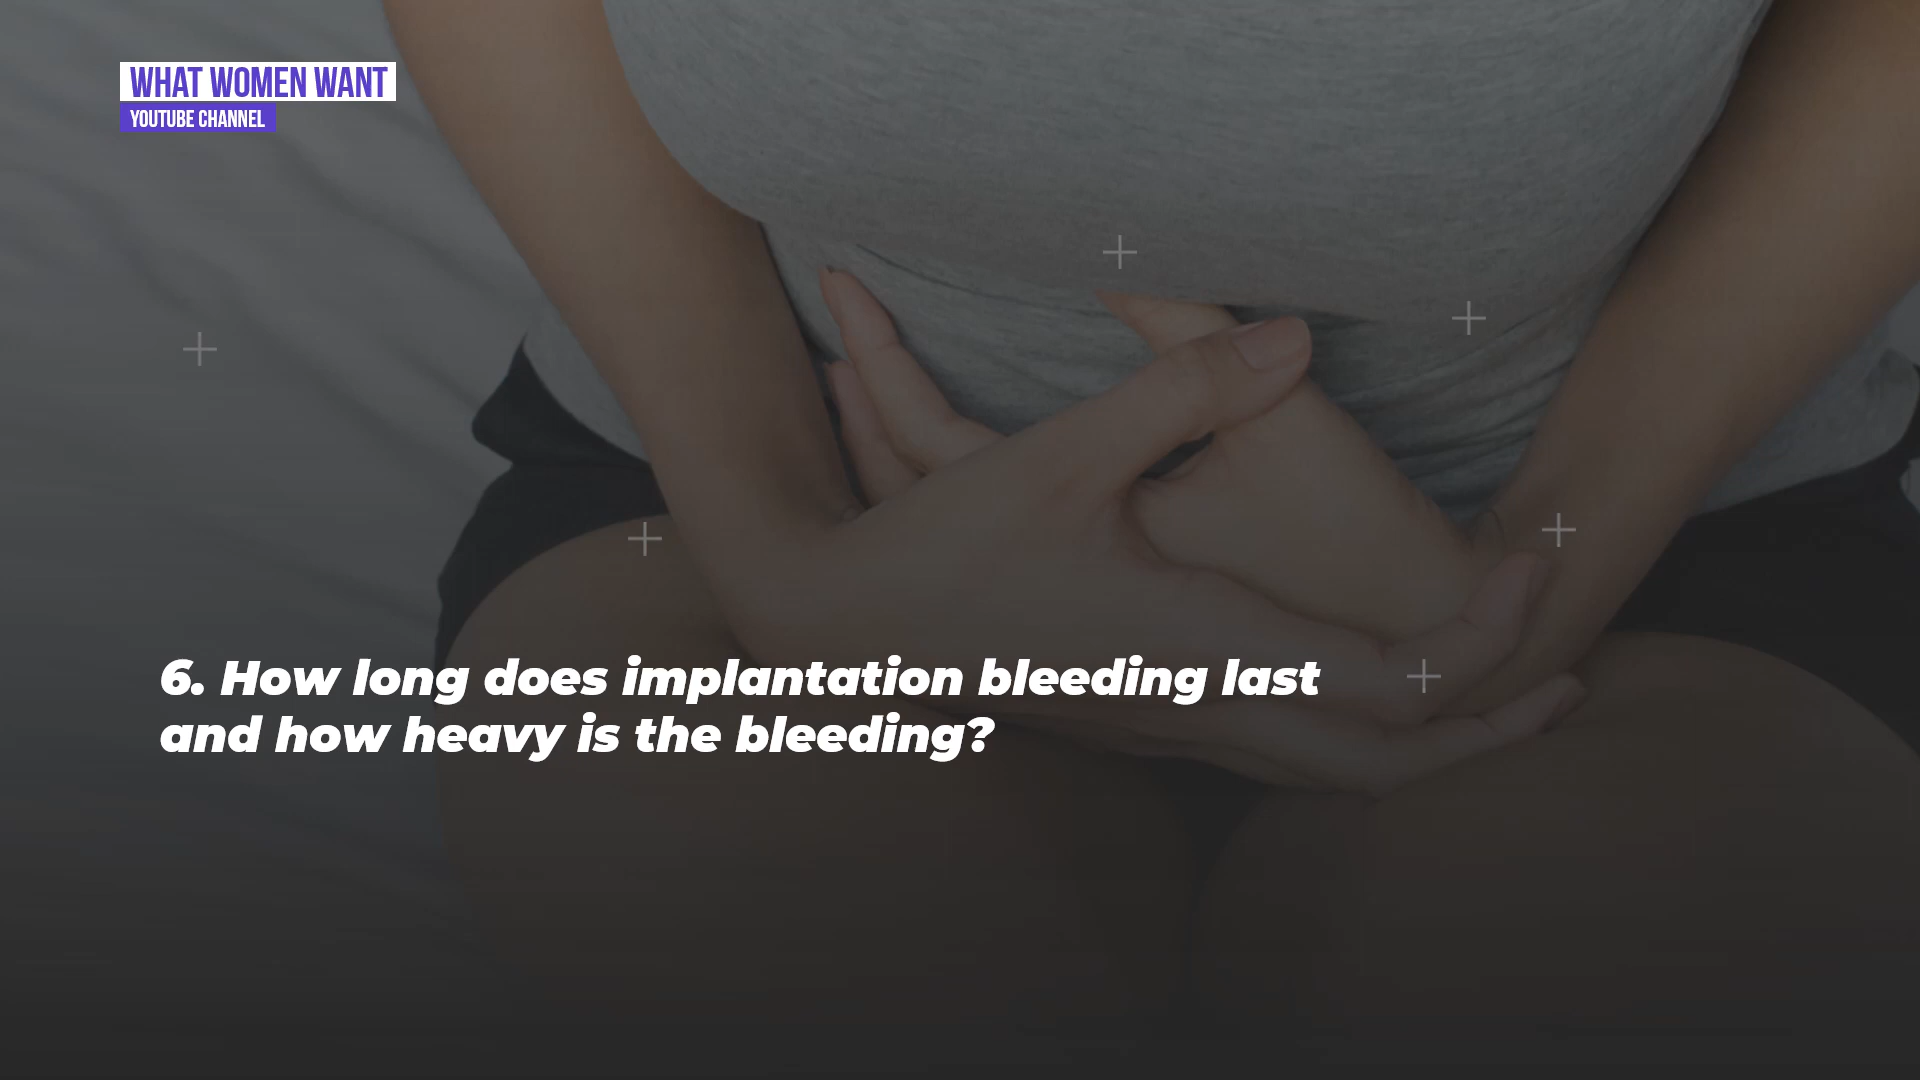 WHAT WOMEN WANT
YOUTUBE CHANNEL
6. How long does implantation bleeding last
and how heavy is the bleeding?